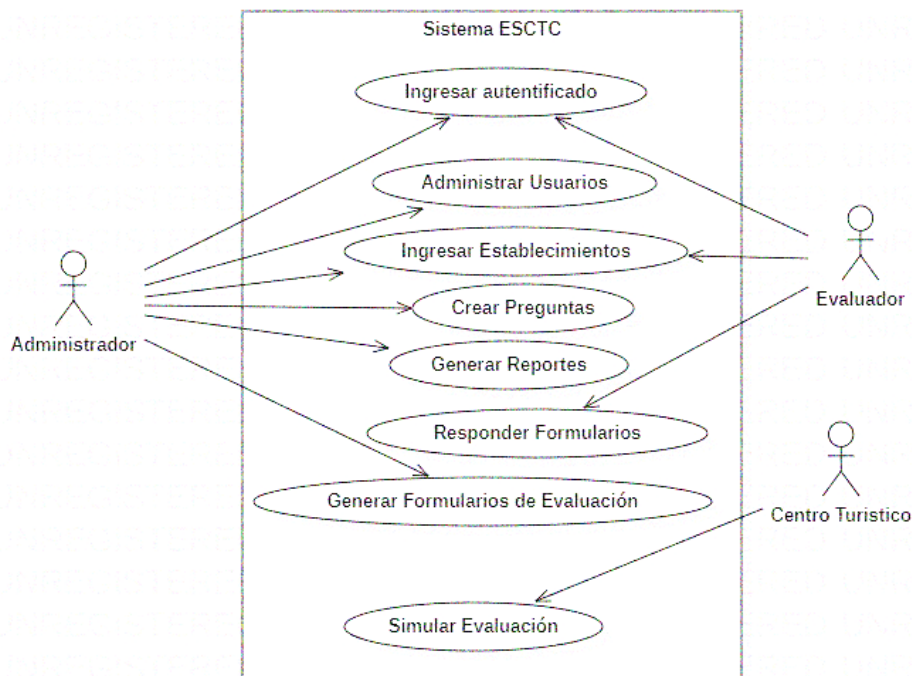 Sistema ESCTC
Ingresar autentificado
Administrar Usuarios
Ingresar Establecimientos
Crear Preguntas
Evaluador
Administrador
Generar Reportes
Responder Formularios
Generar Formularios de Evaluación
Centro Turistico
Simular Evaluación